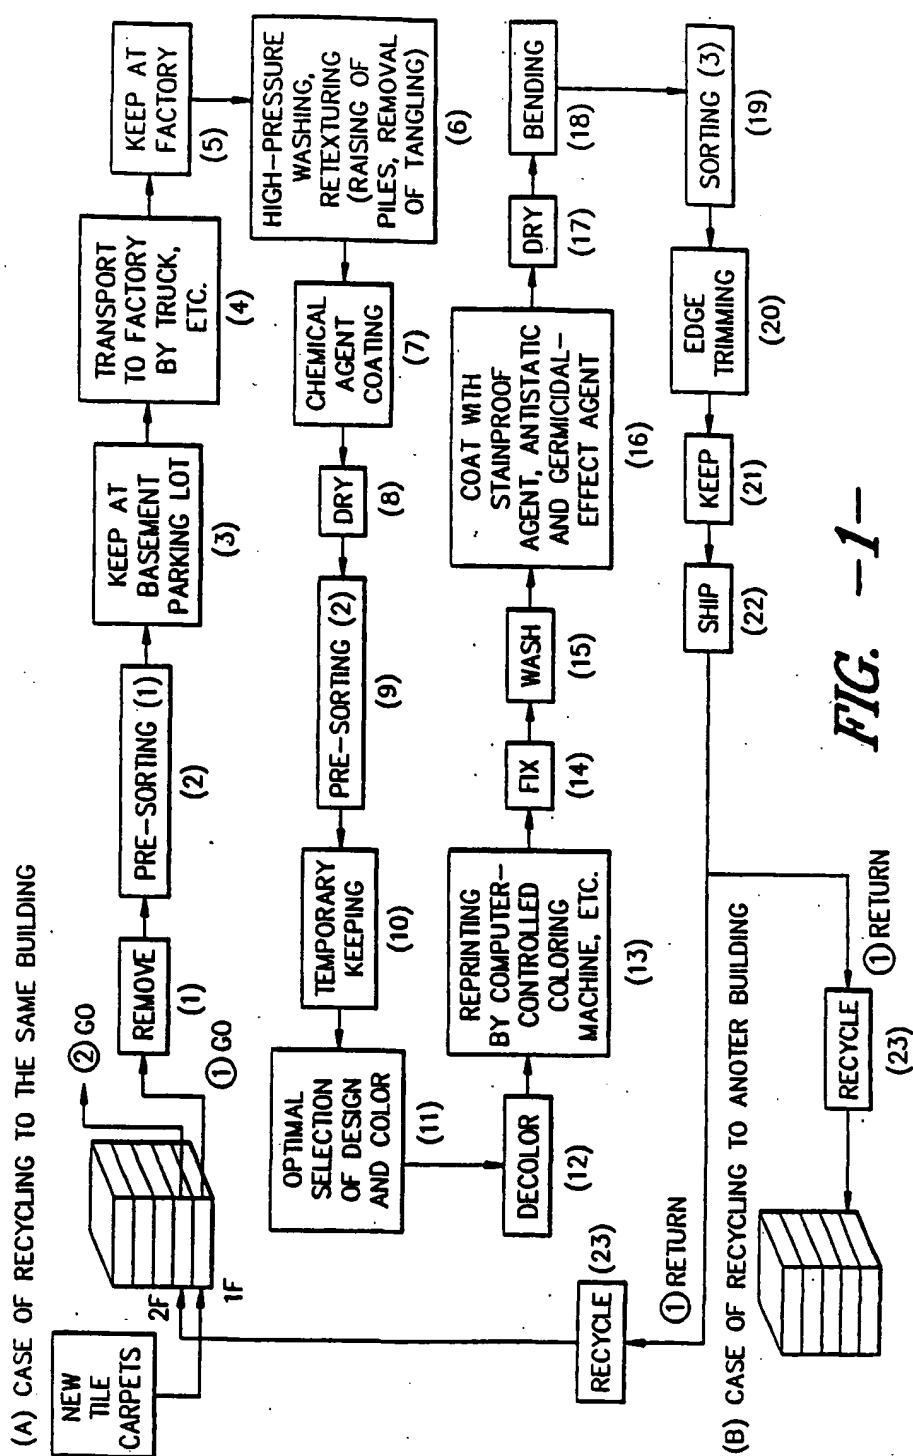 (A) CASE OF RECYCLING TO THE SAME BUILDING
NEW
TILE
CARPETS
2F
1F
② GO
① GO
REMOVE
(1)
PRE-SORTING (1)
(2)
KEEP AT
BASEMENT
PARKING LOT
(3)
TRANSPORT
TO FACTORY
BY TRUCK,
ETC.
(4)
KEEP AT
FACTORY
(5)
HIGH-PRESSURE
WASHING,
RETEXTURING
(RAISING OF
PILES, REMOVAL
OF TANGLING)
(6)
CHEMICAL
AGENT
COATING
(7)
DRY
(8)
PRE-SORTING (2)
(9)
TEMPORARY
KEEPING
(10)
OPTIMAL
SELECTION
OF DESIGN
AND COLOR
(11)
DECOLOR
(12)
REPRINTING
BY COMPUTER-
CONTROLLED
COLORING
MACHINE, ETC.
(13)
FIX
(14)
WASH
(15)
COAT WITH
STAINPROOF
AGENT, ANTISTATIC
AND GERMICIDAL-
EFFECT AGENT
(16)
DRY
(17)
BENDING
(18)
SORTING (3)
(19)
EDGE
TRIMMING
(20)
KEEP
(21)
SHIP
(22)
① RETURN
RECYCLE
(23)
(B) CASE OF RECYCLING TO ANOTER BUILDING
① RETURN
RECYCLE
(23)
FIG. -1-